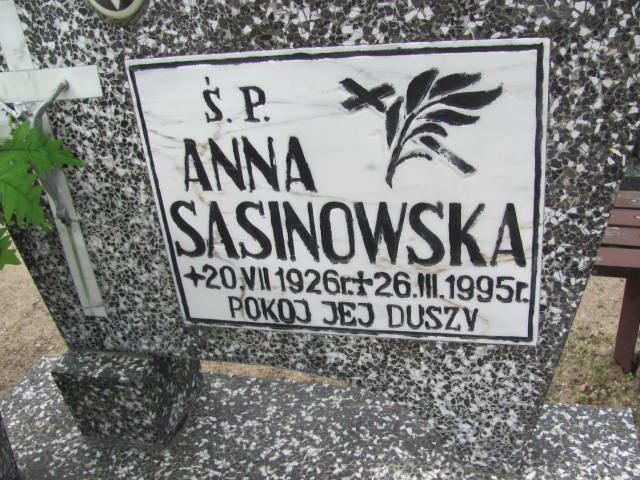 Ś. P.
ANNA
SASINOWSKA
+20.VII 1926r.+26.III.1995r.
POKOJ JEJ DUSZY